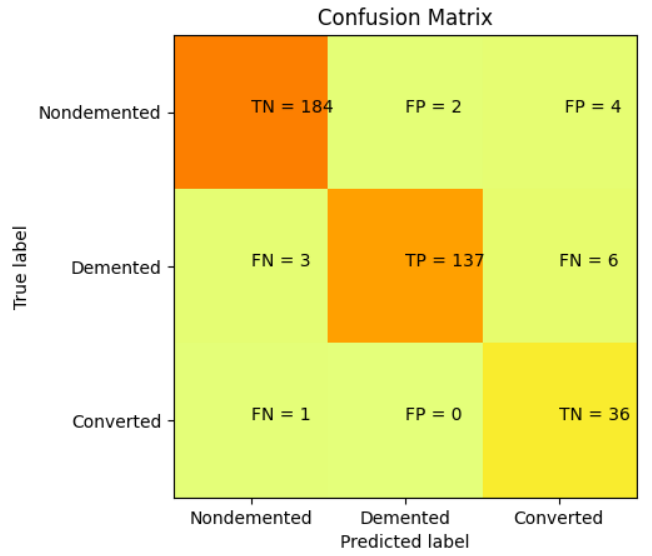 Confusion Matrix
Nondemented
TN = 184
FP = 2
FP = 4
True label
Demented
FN = 3
TP = 137
FN = 6
Converted
FN = 1
FP = 0
TN = 36
Nondemented
Demented
Converted
Predicted label